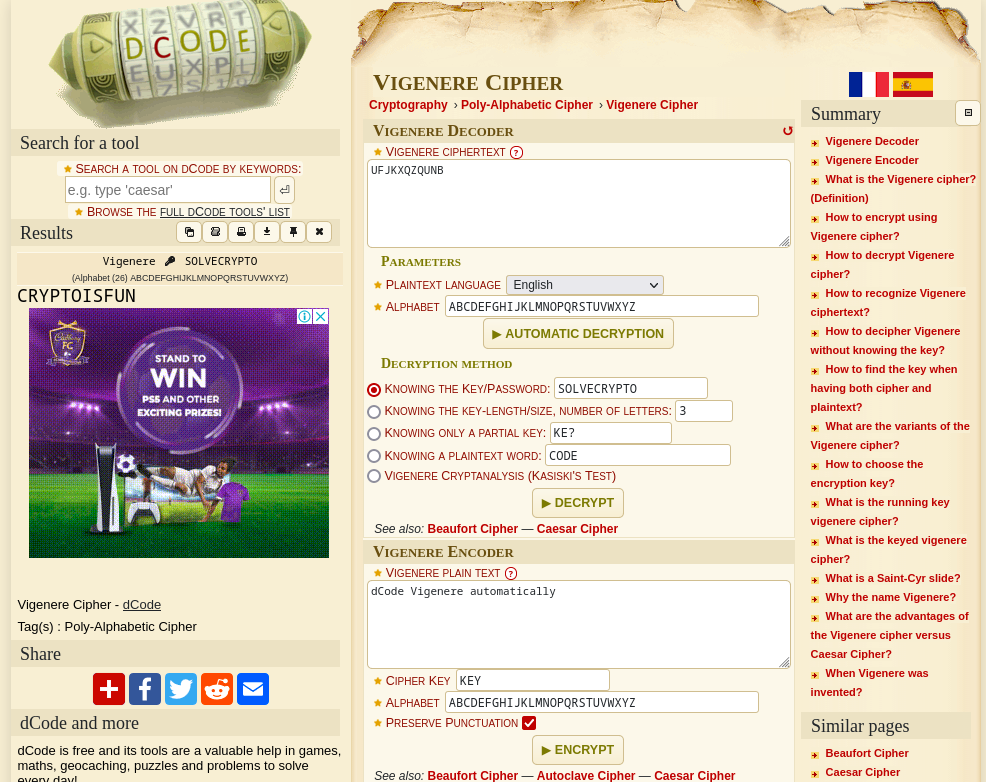 DCODE
Search for a tool
Search a tool on dCode by keywords:
e.g. type 'caesar'
Browse the full dCode tools' list
Results
Vigenere SOLVECRYPTO
(Alphabet (26) ABCDEFGHIJKLMNOPQRSTUVWXYZ)
CRYPTOISFUN
Cadbury
FC
STAND TO
WIN
PS5 AND OTHER
EXCITING PRIZES!
Vigenere Cipher - dCode
Tag(s) : Poly-Alphabetic Cipher
Share
dCode and more
dCode is free and its tools are a valuable help in games,
maths, geocaching, puzzles and problems to solve
every day!
Vigenere Cipher
Cryptography › Poly-Alphabetic Cipher › Vigenere Cipher
Vigenere Decoder
Vigenere ciphertext ?
UFJKXQZQUNB
Parameters
Plaintext language English
Alphabet ABCDEFGHIJKLMNOPQRSTUVWXYZ
▶ AUTOMATIC DECRYPTION
Decryption method
Knowing the Key/Password: SOLVECRYPTO
Knowing the key-length/size, number of letters: 3
Knowing only a partial key: KE?
Knowing a plaintext word: CODE
Vigenere Cryptanalysis (Kasiski's Test)
▶ DECRYPT
See also: Beaufort Cipher — Caesar Cipher
Vigenere Encoder
Vigenere plain text ?
dCode Vigenere automatically
Cipher Key KEY
Alphabet ABCDEFGHIJKLMNOPQRSTUVWXYZ
Preserve Punctuation
▶ ENCRYPT
See also: Beaufort Cipher — Autoclave Cipher — Caesar Cipher
Summary
Vigenere Decoder
Vigenere Encoder
What is the Vigenere cipher?
(Definition)
How to encrypt using
Vigenere cipher?
How to decrypt Vigenere
cipher?
How to recognize Vigenere
ciphertext?
How to decipher Vigenere
without knowing the key?
How to find the key when
having both cipher and
plaintext?
What are the variants of the
Vigenere cipher?
How to choose the
encryption key?
What is the running key
vigenere cipher?
What is the keyed vigenere
cipher?
What is a Saint-Cyr slide?
Why the name Vigenere?
What are the advantages of
the Vigenere cipher versus
Caesar Cipher?
When Vigenere was
invented?
Similar pages
Beaufort Cipher
Caesar Cipher